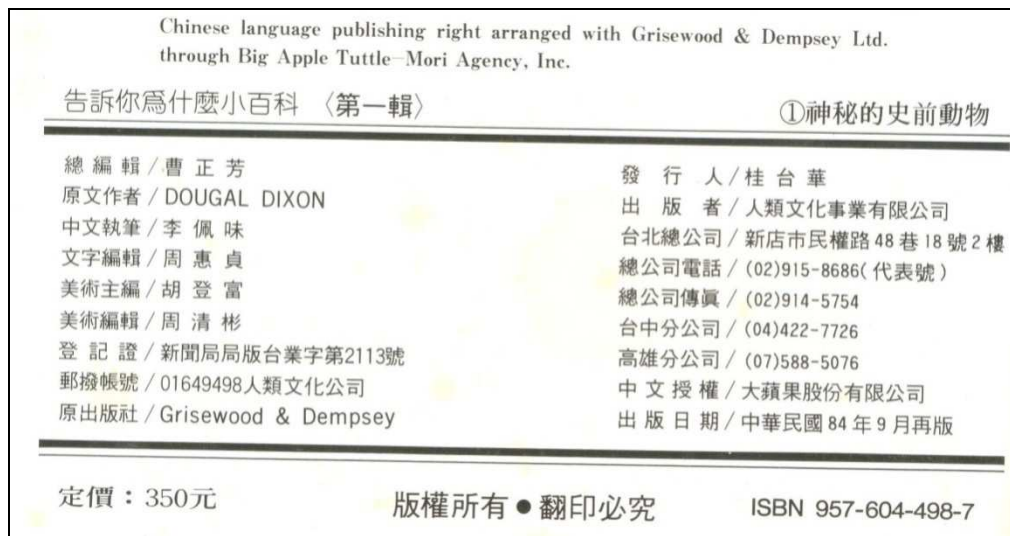 Chinese language publishing right arranged with Grisewood & Dempsey Ltd.
through Big Apple Tuttle-Mori Agency, Inc.
告訴你爲什麼小百科 〈第一輯〉
①神秘的史前動物
總編輯/曹正芳
原文作者/DOUGAL DIXON
中文執筆/李佩味
文字編輯/周惠貞
美術主編/胡登富
美術編輯/周清彬
登記證/新聞局局版台業字第2113號
郵撥帳號/01649498人類文化公司
原出版社/Grisewood & Dempsey
發行人/桂台華
出版者/人類文化事業有限公司
台北總公司/新店市民權路48巷18號2樓
總公司電話/(02)915-8686(代表號)
總公司傳眞/(02)914-5754
台中分公司/(04)422-7726
高雄分公司/(07)588-5076
中文授權/大蘋果股份有限公司
出版日期/中華民國84年9月再版
定價：350元
版權所有●翻印必究
ISBN 957-604-498-7